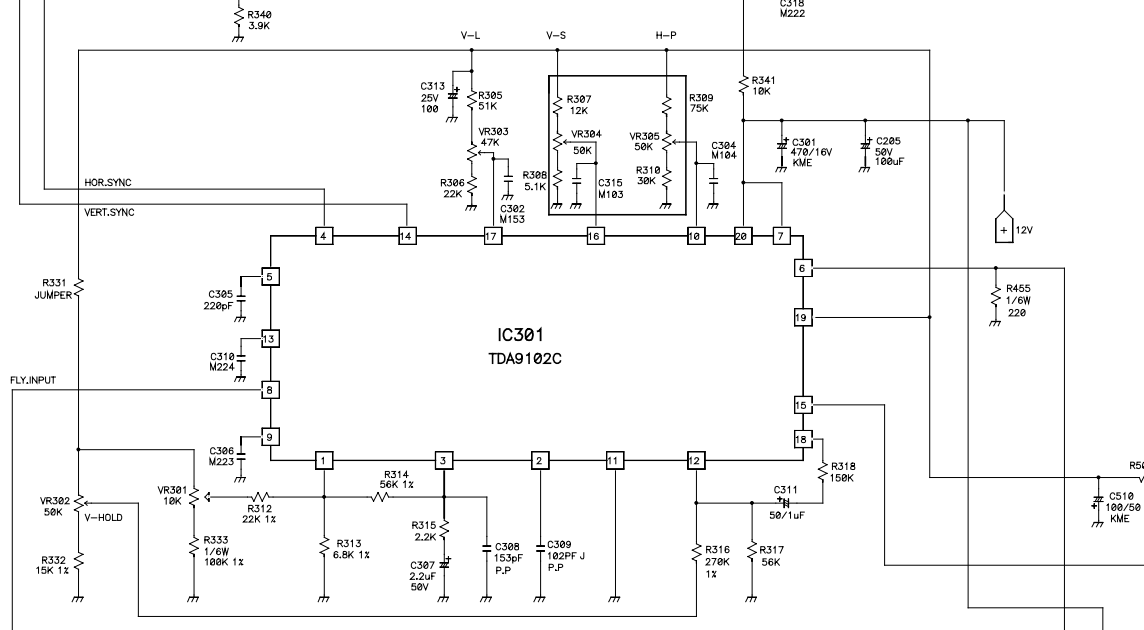 C318
M222
R340
3.9K
V-L
V-S
H-P
C313
25V
100
R305
51K
R307
12K
R309
75K
R341
10K
VR303
47K
VR304
50K
VR305
50K
C304
M104
C301
470/16V
KME
C205
50V
100uF
R306
22K
R308
5.1K
R310
30K
C315
M103
C302
M153
HOR.SYNC
VERT.SYNC
4
14
17
16
10
20
7
+
12V
5
6
R331
JUMPER
C305
220pF
R455
1/6W
220
19
IC301
TDA9102C
13
C310
M224
FLY.INPUT
8
15
9
C306
M223
18
1
3
2
11
12
R318
150K
R314
56K 1%
VR301
10K
R312
22K 1%
C311
50/1uF
VR302
50K
V-HOLD
C510
100/50
KME
R315
2.2K
R333
1/6W
100K 1%
R313
6.8K 1%
C308
153pF
P.P
C309
102PF J
P.P
R316
270K
1%
R317
56K
R332
15K 1%
C307
2.2uF
50V